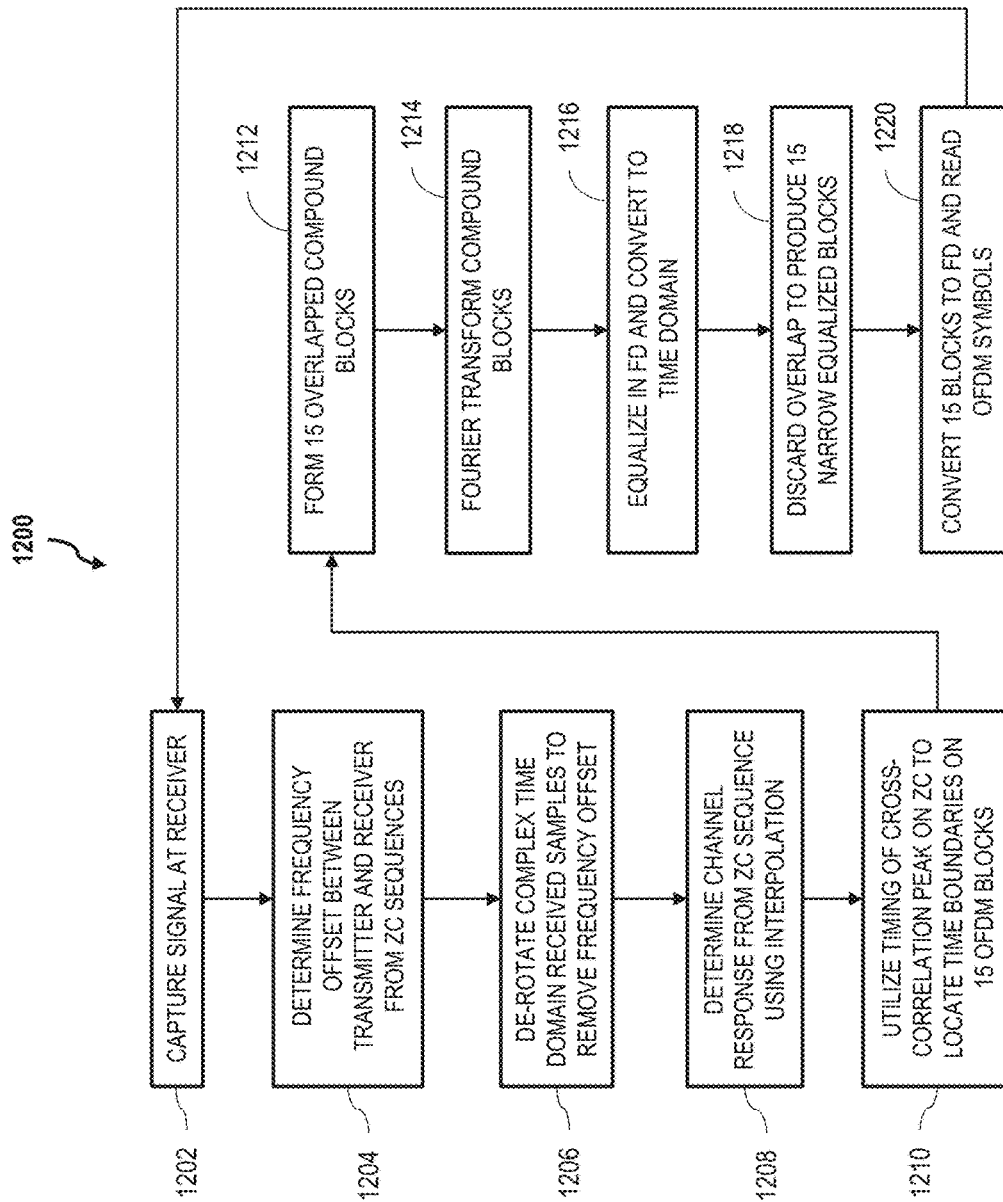 1200
CAPTURE SIGNAL AT RECEIVER
1202
DETERMINE FREQUENCY
OFFSET BETWEEN
TRANSMITTER AND RECEIVER
FROM ZC SEQUENCES
1204
DE-ROTATE COMPLEX TIME
DOMAIN RECEIVED SAMPLES TO
REMOVE FREQUENCY OFFSET
1206
DETERMINE CHANNEL
RESPONSE FROM ZC SEQUENCE
USING INTERPOLATION
1208
UTILIZE TIMING OF CROSS-
CORRELATION PEAK ON ZC TO
LOCATE TIME BOUNDARIES ON
15 OFDM BLOCKS
1210
FORM 15 OVERLAPPED COMPOUND
BLOCKS
1212
FOURIER TRANSFORM COMPOUND
BLOCKS
1214
EQUALIZE IN FD AND CONVERT TO
TIME DOMAIN
1216
DISCARD OVERLAP TO PRODUCE 15
NARROW EQUALIZED BLOCKS
1218
CONVERT 15 BLOCKS TO FD AND READ
OFDM SYMBOLS
1220